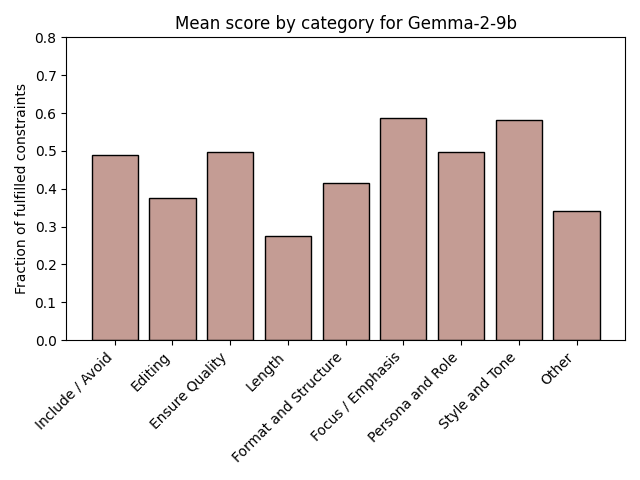 Mean score by category for Gemma-2-9b
Fraction of fulfilled constraints
0.8
0.7
0.6
0.5
0.4
0.3
0.2
0.1
0.0
Include / Avoid
Editing
Ensure Quality
Length
Format and Structure
Focus / Emphasis
Persona and Role
Style and Tone
Other